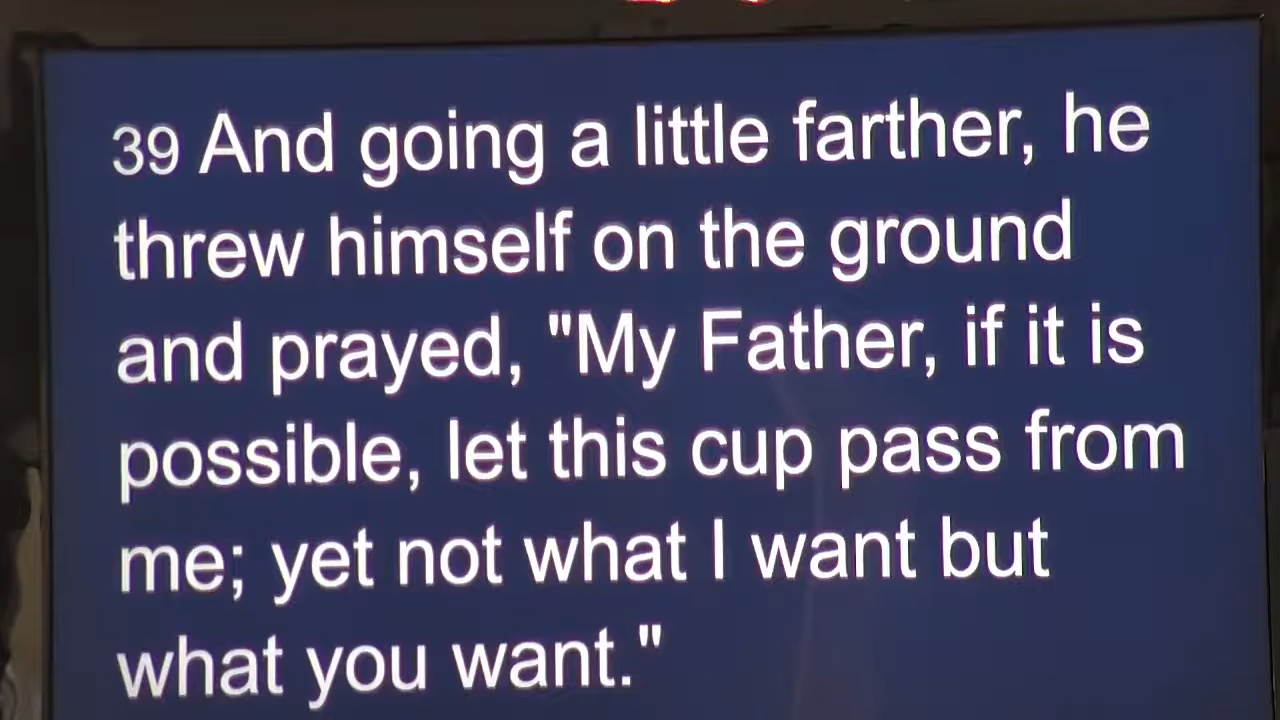 39 And going a little farther, he
threw himself on the ground
and prayed, "My Father, if it is
possible, let this cup pass from
me; yet not what I want but
what you want."